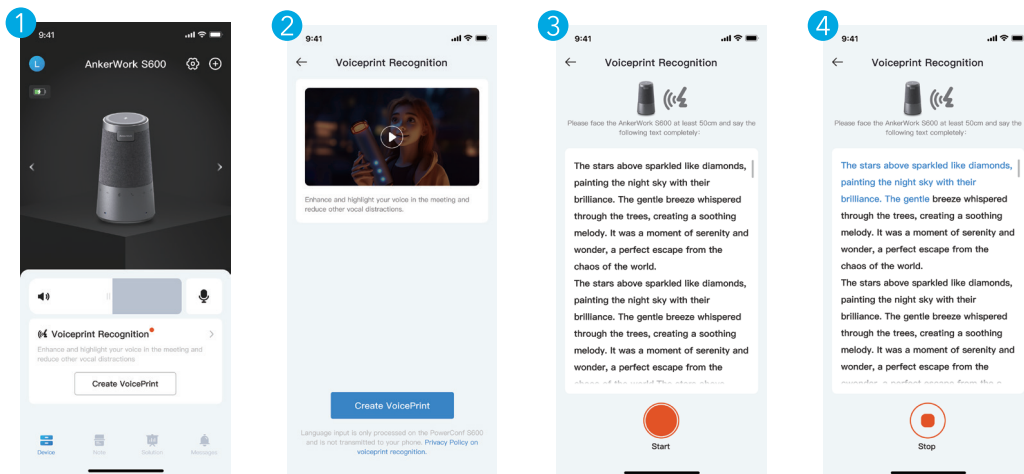 1
9:41
L
AnkerWork S600
Voiceprint Recognition
Enhance and highlight your voice in the meeting and
reduce other vocal distractions
Create VoicePrint
Device
Note
Solution
Messages
2
9:41
Voiceprint Recognition
Enhance and highlight your voice in the meeting and
reduce other vocal distractions.
Create VoicePrint
Language input is only processed on the PowerConf S600
and is not transmitted to your phone. Privacy Policy on
voiceprint recognition.
3
9:41
Voiceprint Recognition
Please face the AnkerWork S600 at least 50cm and say the
following text completely:
The stars above sparkled like diamonds,
painting the night sky with their
brilliance. The gentle breeze whispered
through the trees, creating a soothing
melody. It was a moment of serenity and
wonder, a perfect escape from the
chaos of the world.
The stars above sparkled like diamonds,
painting the night sky with their
brilliance. The gentle breeze whispered
through the trees, creating a soothing
melody. It was a moment of serenity and
wonder, a perfect escape from the
chaos of the world The stars above
Start
4
9:41
Voiceprint Recognition
Please face the AnkerWork S600 at least 50cm and say the
following text completely:
The stars above sparkled like diamonds,
painting the night sky with their
brilliance. The gentle breeze whispered
through the trees, creating a soothing
melody. It was a moment of serenity and
wonder, a perfect escape from the
chaos of the world.
The stars above sparkled like diamonds,
painting the night sky with their
brilliance. The gentle breeze whispered
through the trees, creating a soothing
melody. It was a moment of serenity and
wonder, a perfect escape from the
a perfect escape from the
Stop